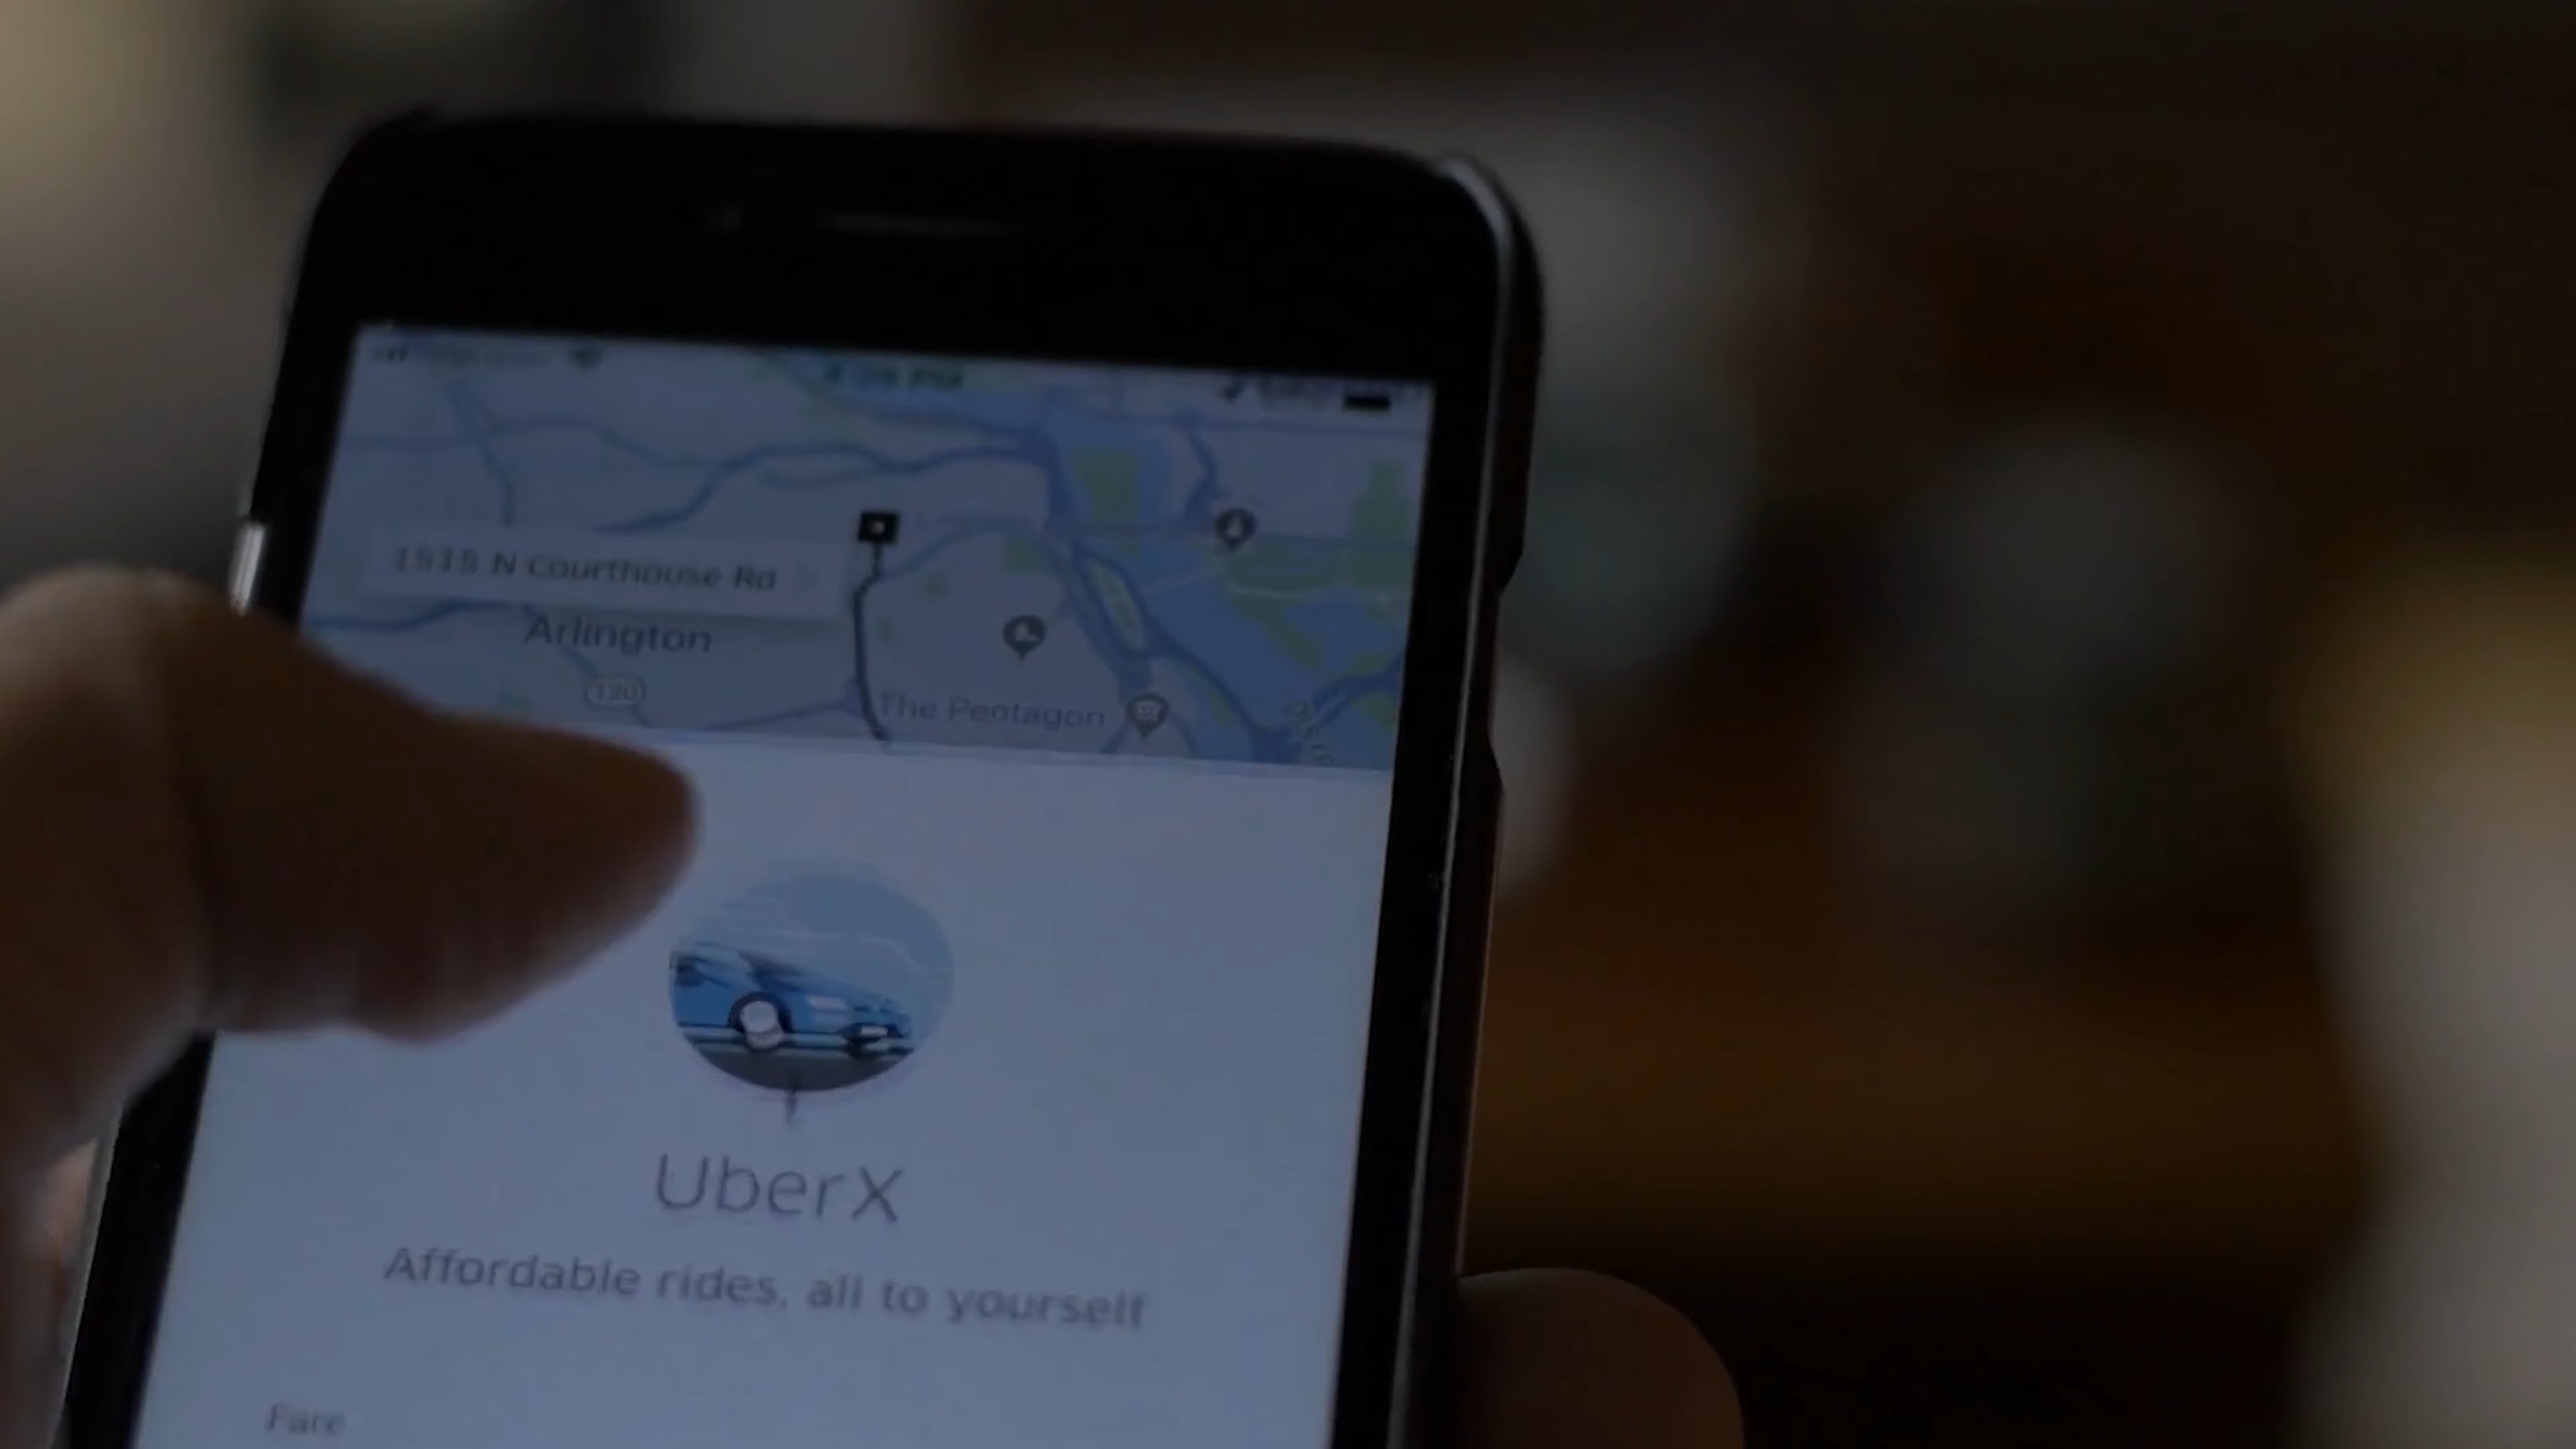 1515 N Courthouse Rd
Arlington
120
The Pentagon
UberX
Affordable rides, all to yourself
Fare